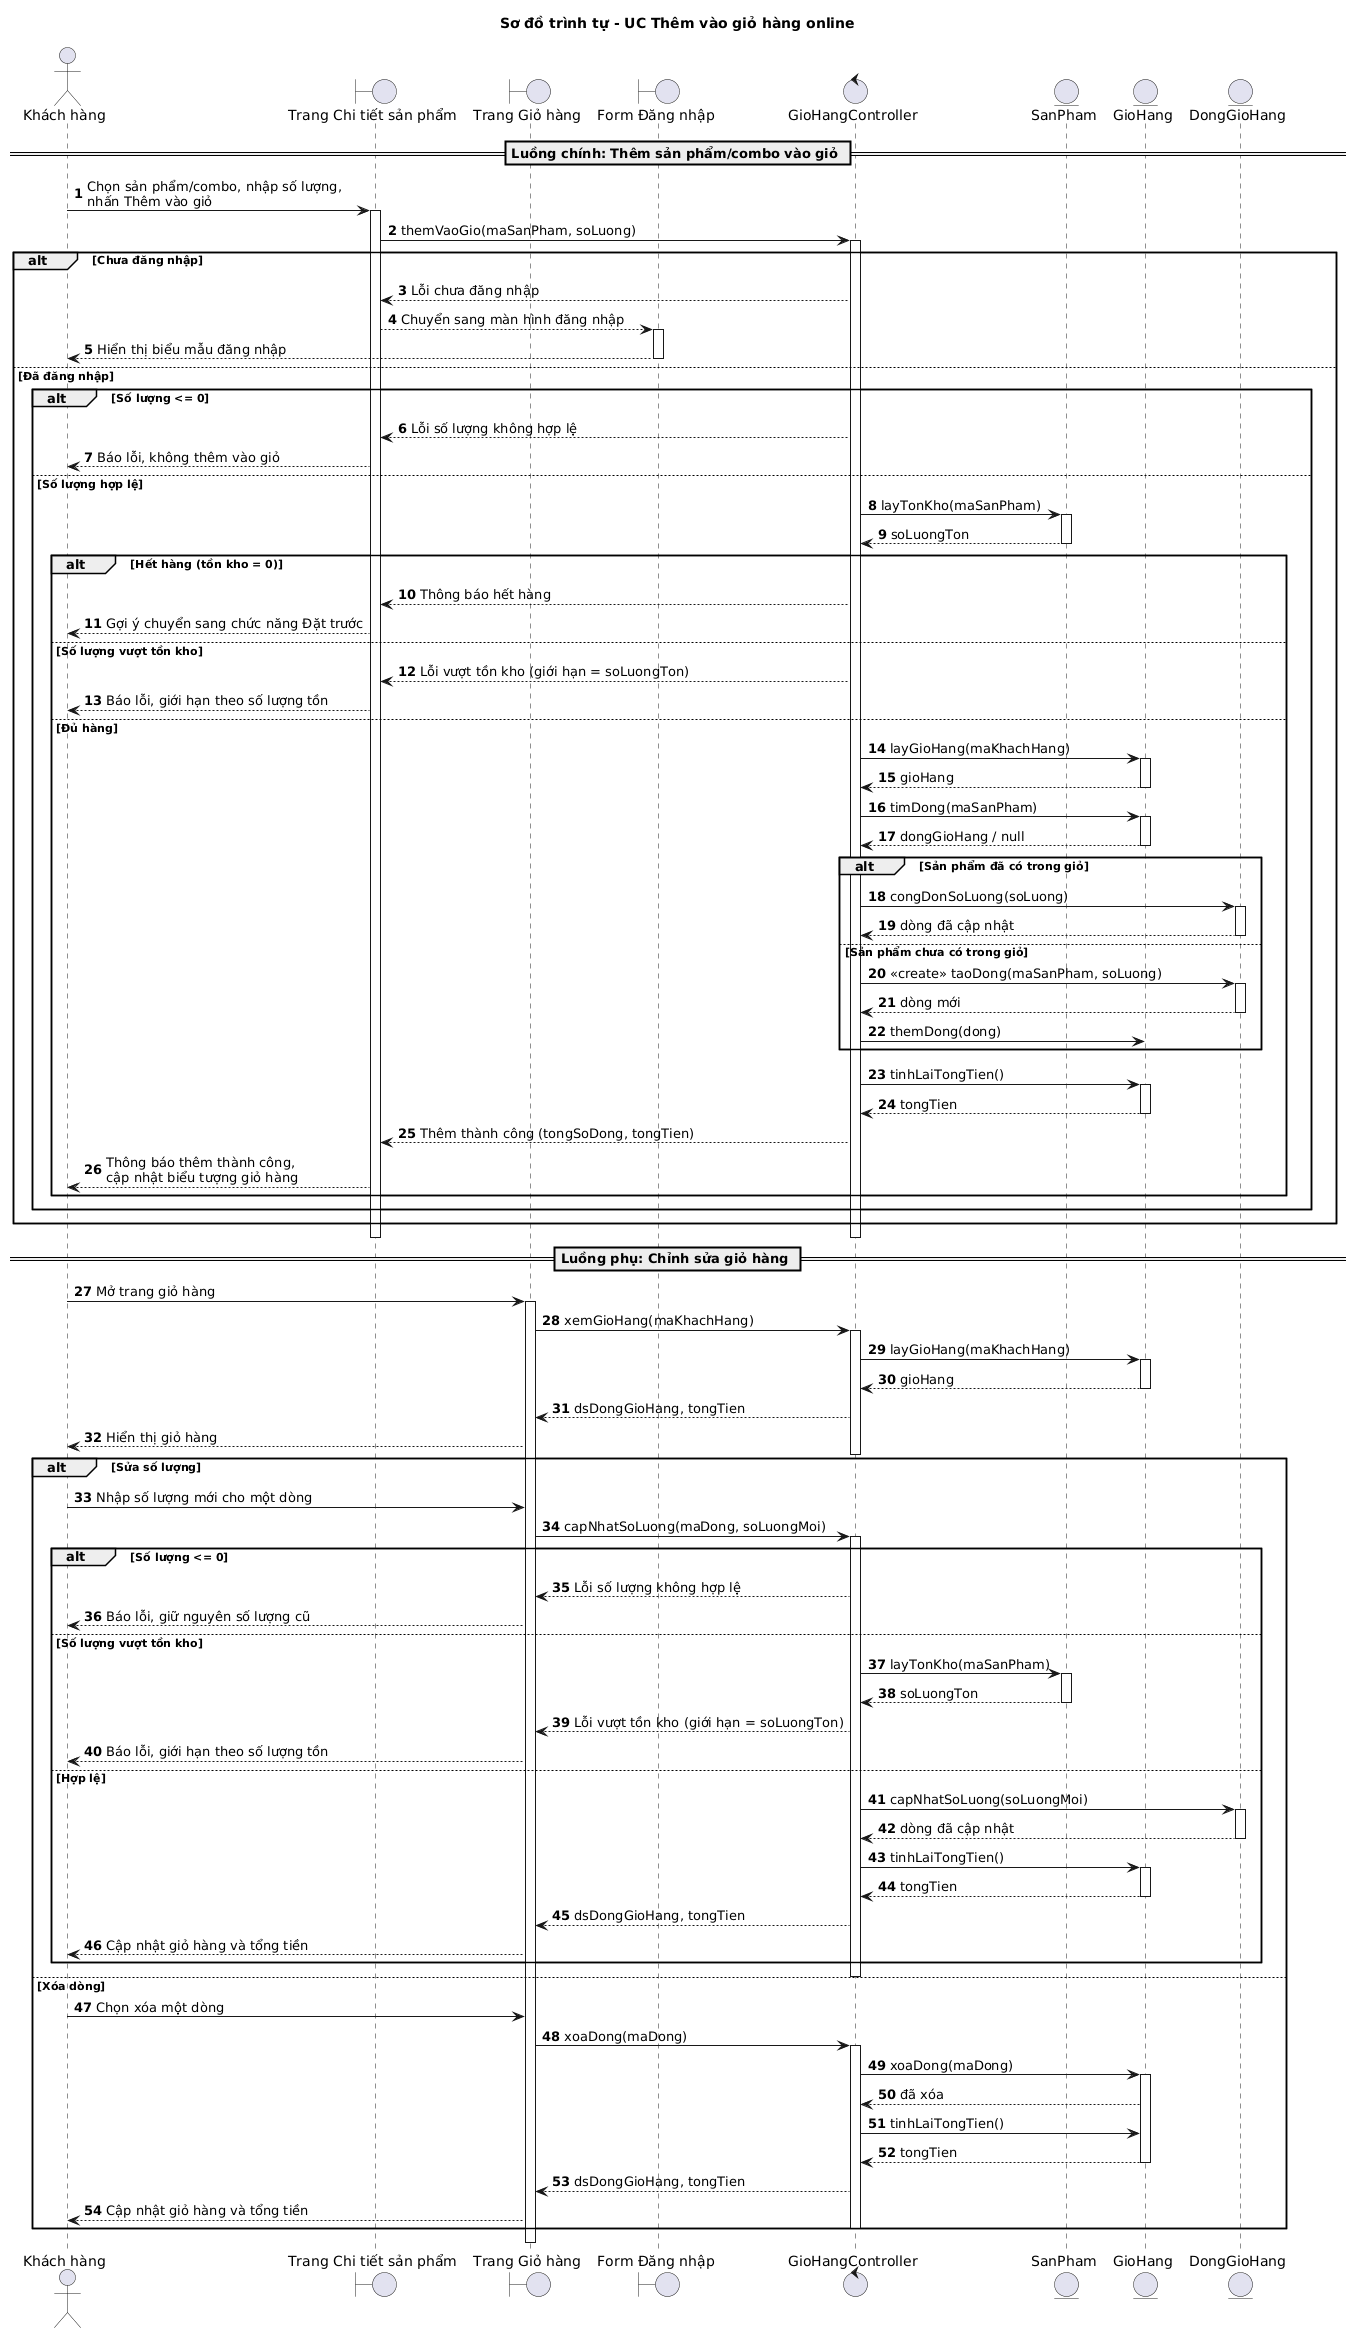 Sơ đồ trình tự - UC Thêm vào giỏ hàng online
Khách hàng
Trang Chi tiết sản phẩm
Trang Giỏ hàng
Form Đăng nhập
GioHangController
SanPham
GioHang
DongGioHang
Luồng chính: Thêm sản phẩm/combo vào giỏ
1 Chọn sản phẩm/combo, nhập số lượng,
nhấn Thêm vào giỏ
2 themVaoGio(maSanPham, soLuong)
alt [Chưa đăng nhập]
3 Lỗi chưa đăng nhập
4 Chuyển sang màn hình đăng nhập
5 Hiển thị biểu mẫu đăng nhập
[Đã đăng nhập]
alt [Số lượng <= 0]
6 Lỗi số lượng không hợp lệ
7 Báo lỗi, không thêm vào giỏ
[Số lượng hợp lệ]
8 layTonKho(maSanPham)
9 soLuongTon
alt [Hết hàng (tồn kho = 0)]
10 Thông báo hết hàng
11 Gợi ý chuyển sang chức năng Đặt trước
[Số lượng vượt tồn kho]
12 Lỗi vượt tồn kho (giới hạn = soLuongTon)
13 Báo lỗi, giới hạn theo số lượng tồn
[Đủ hàng]
14 layGioHang(maKhachHang)
15 gioHang
16 timDong(maSanPham)
17 dongGioHang / null
alt [Sản phẩm đã có trong giỏ]
18 congDonSoLuong(soLuong)
19 dòng đã cập nhật
[Sản phẩm chưa có trong giỏ]
20 «create» taoDong(maSanPham, soLuong)
21 dòng mới
22 themDong(dong)
23 tinhLaiTongTien()
24 tongTien
25 Thêm thành công (tongSoDong, tongTien)
26 Thông báo thêm thành công,
cập nhật biểu tượng giỏ hàng
Luồng phụ: Chỉnh sửa giỏ hàng
27 Mở trang giỏ hàng
28 xemGioHang(maKhachHang)
29 layGioHang(maKhachHang)
30 gioHang
31 dsDongGioHang, tongTien
32 Hiển thị giỏ hàng
alt [Sửa số lượng]
33 Nhập số lượng mới cho một dòng
34 capNhatSoLuong(maDong, soLuongMoi)
alt [Số lượng <= 0]
35 Lỗi số lượng không hợp lệ
36 Báo lỗi, giữ nguyên số lượng cũ
[Số lượng vượt tồn kho]
37 layTonKho(maSanPham)
38 soLuongTon
39 Lỗi vượt tồn kho (giới hạn = soLuongTon)
40 Báo lỗi, giới hạn theo số lượng tồn
[Hợp lệ]
41 capNhatSoLuong(soLuongMoi)
42 dòng đã cập nhật
43 tinhLaiTongTien()
44 tongTien
45 dsDongGioHang, tongTien
46 Cập nhật giỏ hàng và tổng tiền
[Xóa dòng]
47 Chọn xóa một dòng
48 xoaDong(maDong)
49 xoaDong(maDong)
50 đã xóa
51 tinhLaiTongTien()
52 tongTien
53 dsDongGioHang, tongTien
54 Cập nhật giỏ hàng và tổng tiền
Khách hàng
Trang Chi tiết sản phẩm
Trang Giỏ hàng
Form Đăng nhập
GioHangController
SanPham
GioHang
DongGioHang